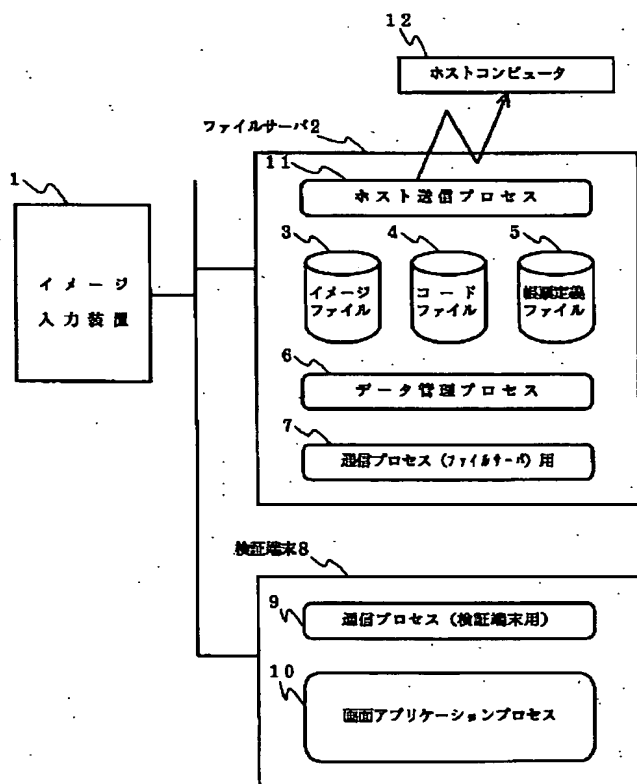 １２
ホストコンピュータ
ファイルサーバ２
１
イメージ
入力装置
１１
ホスト送信プロセス
３
イメージ
ファイル
４
コード
ファイル
５
帳票定義
ファイル
６
データ管理プロセス
７
通信プロセス（ファイルサーバ）用
検証端末８
９
通信プロセス（検証端末用）
１０
画面アプリケーションプロセス